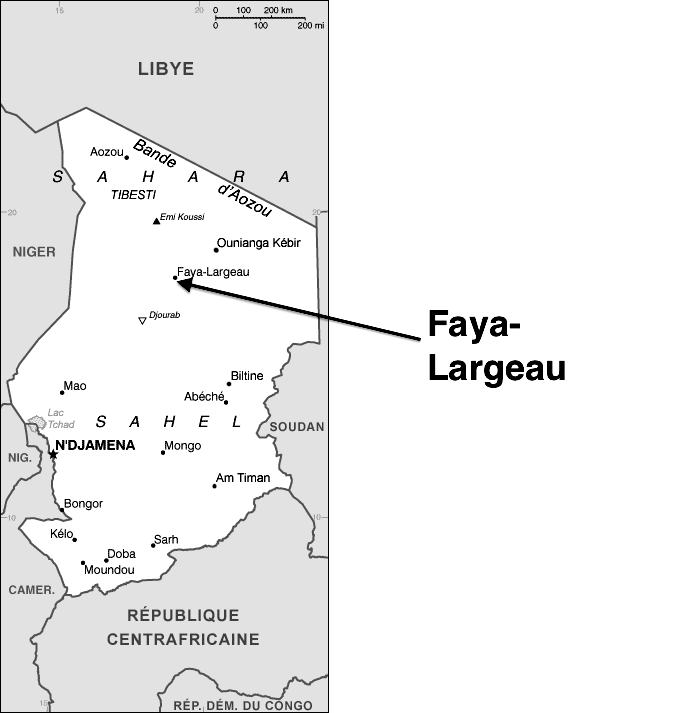 15
20
0 100 200 km
0 100 200 mi
LIBYE
Aozou
Bande
d'Aozou
S A H A R A
TIBESTI
20
20
Emi Koussi
NIGER
Ounianga Kébir
Faya-Largeau
Djourab
Faya-
Largeau
Biltine
Mao
Abéché
Lac
Tchad
S A H E L
SOUDAN
N'DJAMENA
Mongo
NIG.
Am Timan
Bongor
10
10
Kélo
Sarh
Doba
Moundou
CAMER.
RÉPUBLIQUE
CENTRAFRICAINE
15
20
RÉP. DÉM. DU CONGO